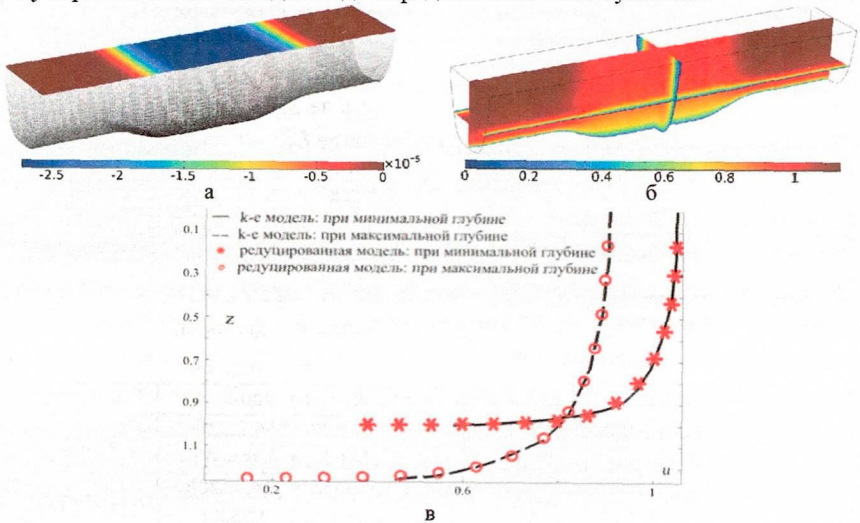 ×10⁻⁵
-2.5 -2 -1.5 -1 -0.5 0
а
0 0.2 0.4 0.6 0.8 1
б
0.1
0.3
0.5
0.7
0.9
1.1
z
k-е модель: при минимальной глубине
k-е модель: при максимальной глубине
редуцированная модель: при минимальной глубине
редуцированная модель: при максимальной глубине
u
0.2 0.6 1
в